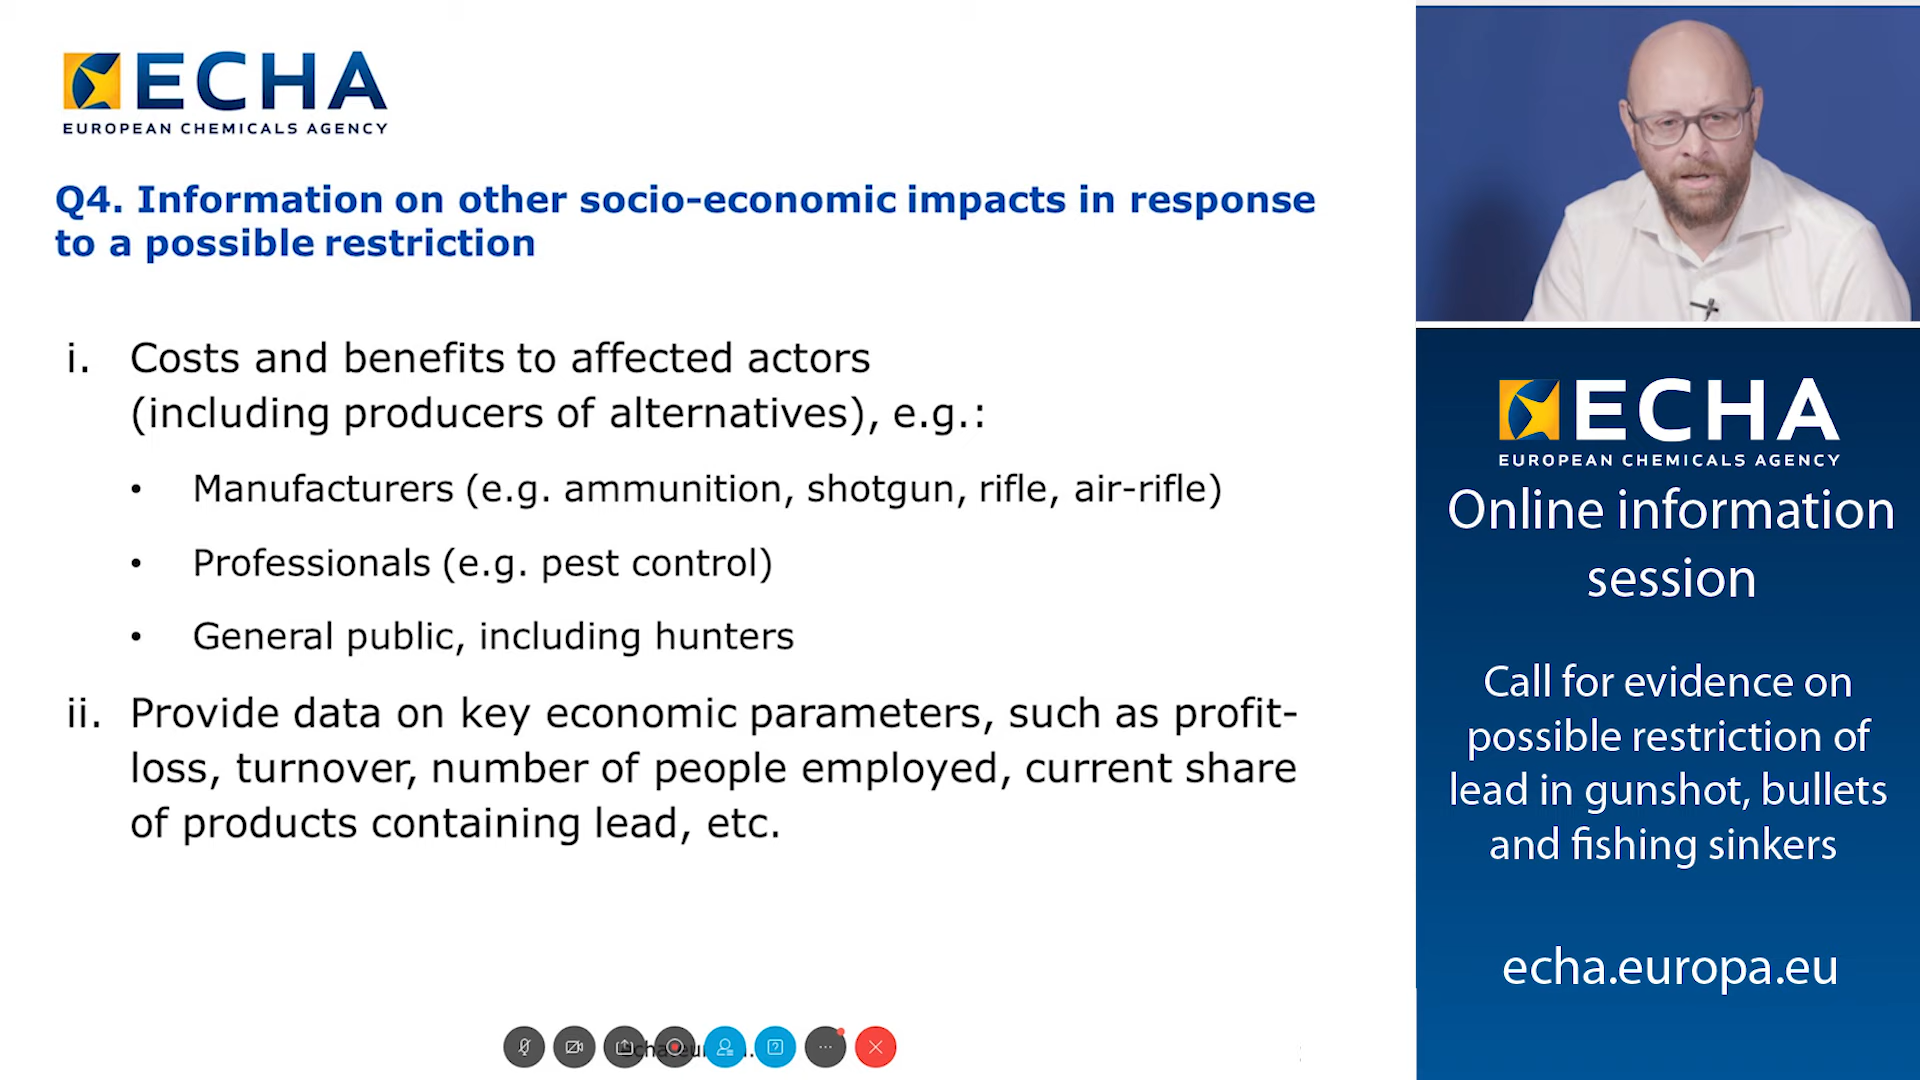 ECHA
EUROPEAN CHEMICALS AGENCY
Q4. Information on other socio-economic impacts in response
to a possible restriction
i. Costs and benefits to affected actors
(including producers of alternatives), e.g.:
• Manufacturers (e.g. ammunition, shotgun, rifle, air-rifle)
• Professionals (e.g. pest control)
• General public, including hunters
ii. Provide data on key economic parameters, such as profit-
loss, turnover, number of people employed, current share
of products containing lead, etc.
ECHA
EUROPEAN CHEMICALS AGENCY
Online information
session
Call for evidence on
possible restriction of
lead in gunshot, bullets
and fishing sinkers
echa.europa.eu